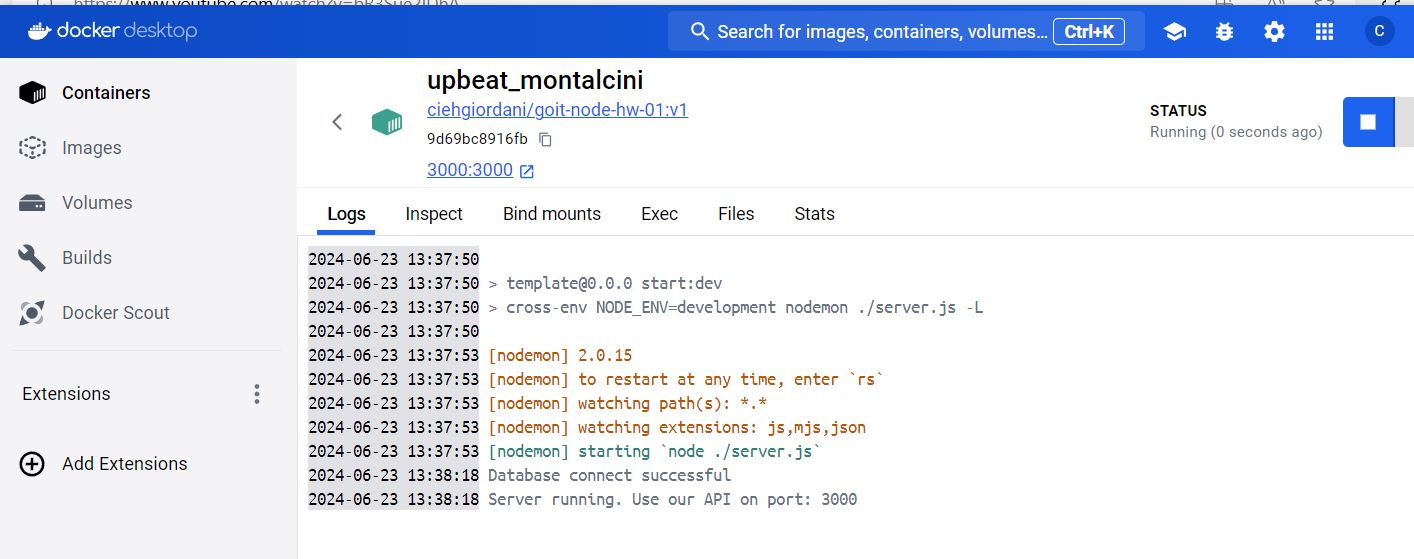 https://www.youtube.com/watch?v=bR3Sue2IDhA
docker desktop
Search for images, containers, volumes... Ctrl+K
C
Containers
Images
Volumes
Builds
Docker Scout
Extensions
Add Extensions
upbeat_montalcini
ciehgiordani/goit-node-hw-01:v1
9d69bc8916fb
3000:3000
STATUS
Running (0 seconds ago)
Logs Inspect Bind mounts Exec Files Stats
2024-06-23 13:37:50
2024-06-23 13:37:50 > template@0.0.0 start:dev
2024-06-23 13:37:50 > cross-env NODE_ENV=development nodemon ./server.js -L
2024-06-23 13:37:50
2024-06-23 13:37:53 [nodemon] 2.0.15
2024-06-23 13:37:53 [nodemon] to restart at any time, enter `rs`
2024-06-23 13:37:53 [nodemon] watching path(s): *.*
2024-06-23 13:37:53 [nodemon] watching extensions: js,mjs,json
2024-06-23 13:37:53 [nodemon] starting `node ./server.js`
2024-06-23 13:38:18 Database connect successful
2024-06-23 13:38:18 Server running. Use our API on port: 3000